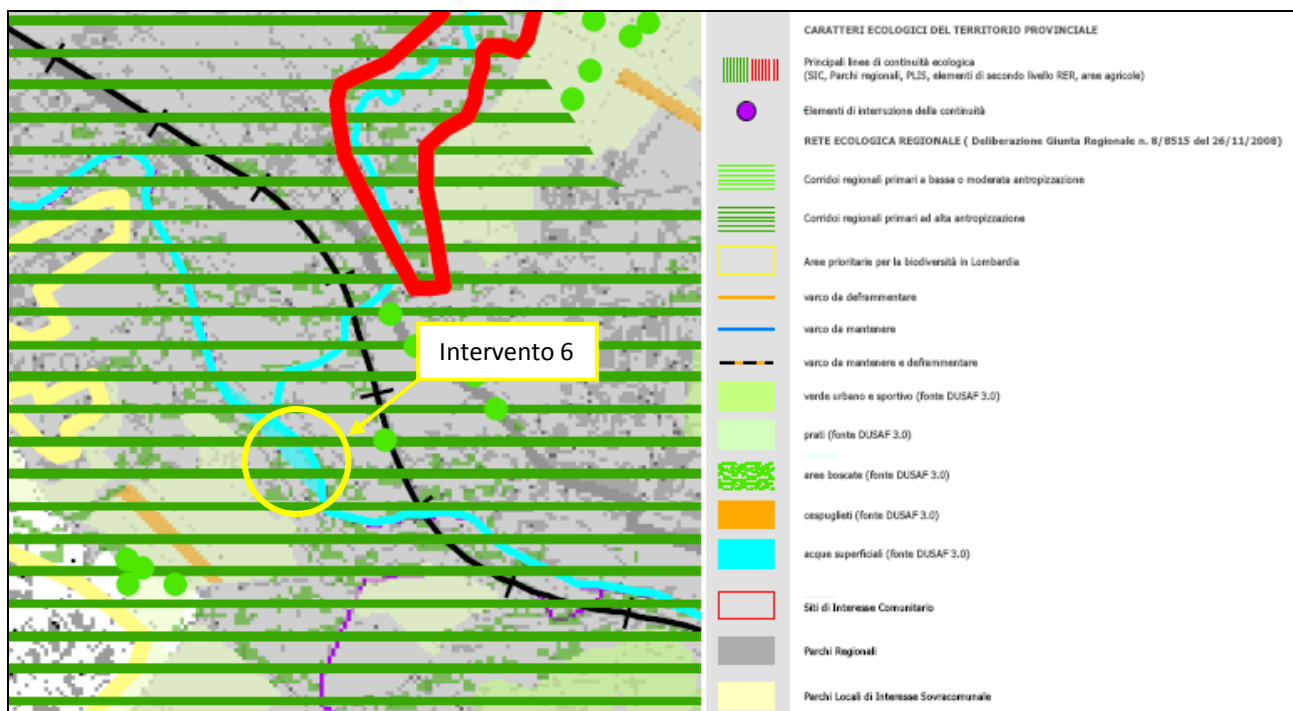 CARATTERI ECOLOGICI DEL TERRITORIO PROVINCIALE
Principali linee di continuità ecologica
(SIC, Parchi regionali, PLIS, elementi di secondo livello RER, aree agricole)
Elementi di interruzione della continuità
RETE ECOLOGICA REGIONALE ( Deliberazione Giunta Regionale n. 8/8515 del 26/11/2008)
Corridoi regionali primari a bassa o moderata antropizzazione
Corridoi regionali primari ad alta antropizzazione
Aree prioritarie per la biodiversità in Lombardia
varco da deframmentare
varco da mantenere
varco da mantenere e deframmentare
verde urbano e sportivo (fonte DUSAF 3.0)
prati (fonte DUSAF 3.0)
aree boscate (fonte DUSAF 3.0)
cespuglieti (fonte DUSAF 3.0)
acque superficiali (fonte DUSAF 3.0)
Siti di Interesse Comunitario
Parchi Regionali
Parchi Locali di Interesse Sovracomunale
Intervento 6